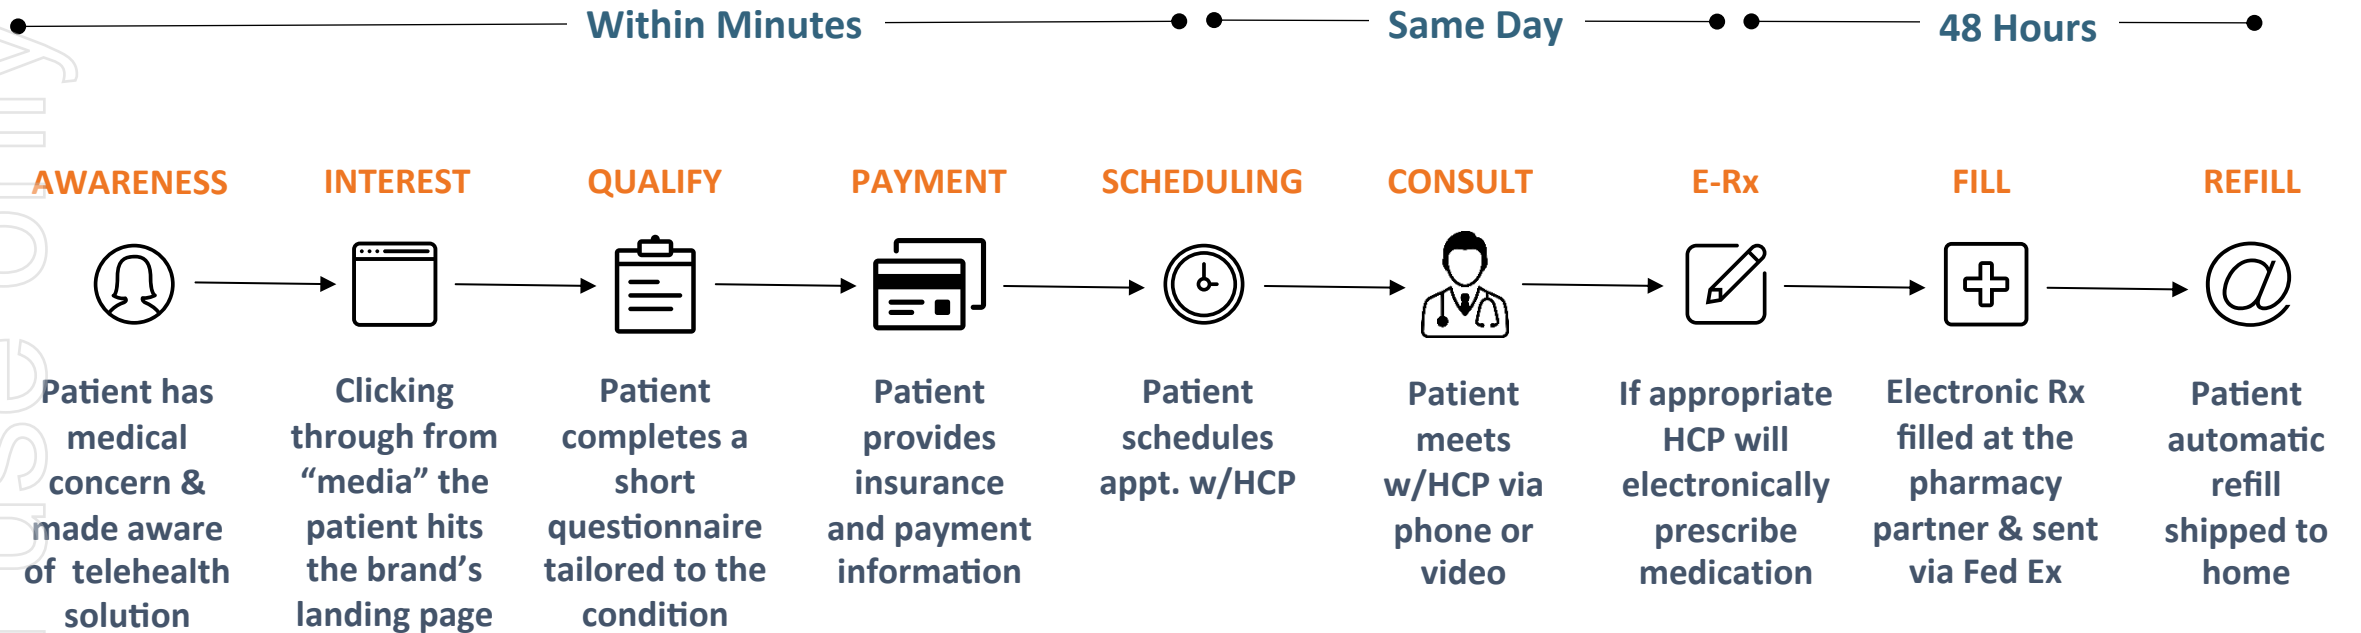 Within Minutes
Same Day
48 Hours
AWARENESS
Patient has
medical
concern &
made aware
of telehealth
solution
INTEREST
Clicking
through from
“media” the
patient hits
the brand’s
landing page
QUALIFY
Patient
completes a
short
questionnaire
tailored to the
condition
PAYMENT
Patient
provides
insurance
and payment
information
SCHEDULING
Patient
schedules
appt. w/HCP
CONSULT
Patient
meets
w/HCP via
phone or
video
E-Rx
If appropriate
HCP will
electronically
prescribe
medication
FILL
Electronic Rx
filled at the
pharmacy
partner & sent
via Fed Ex
REFILL
@
Patient
automatic
refill
shipped to
home
use only